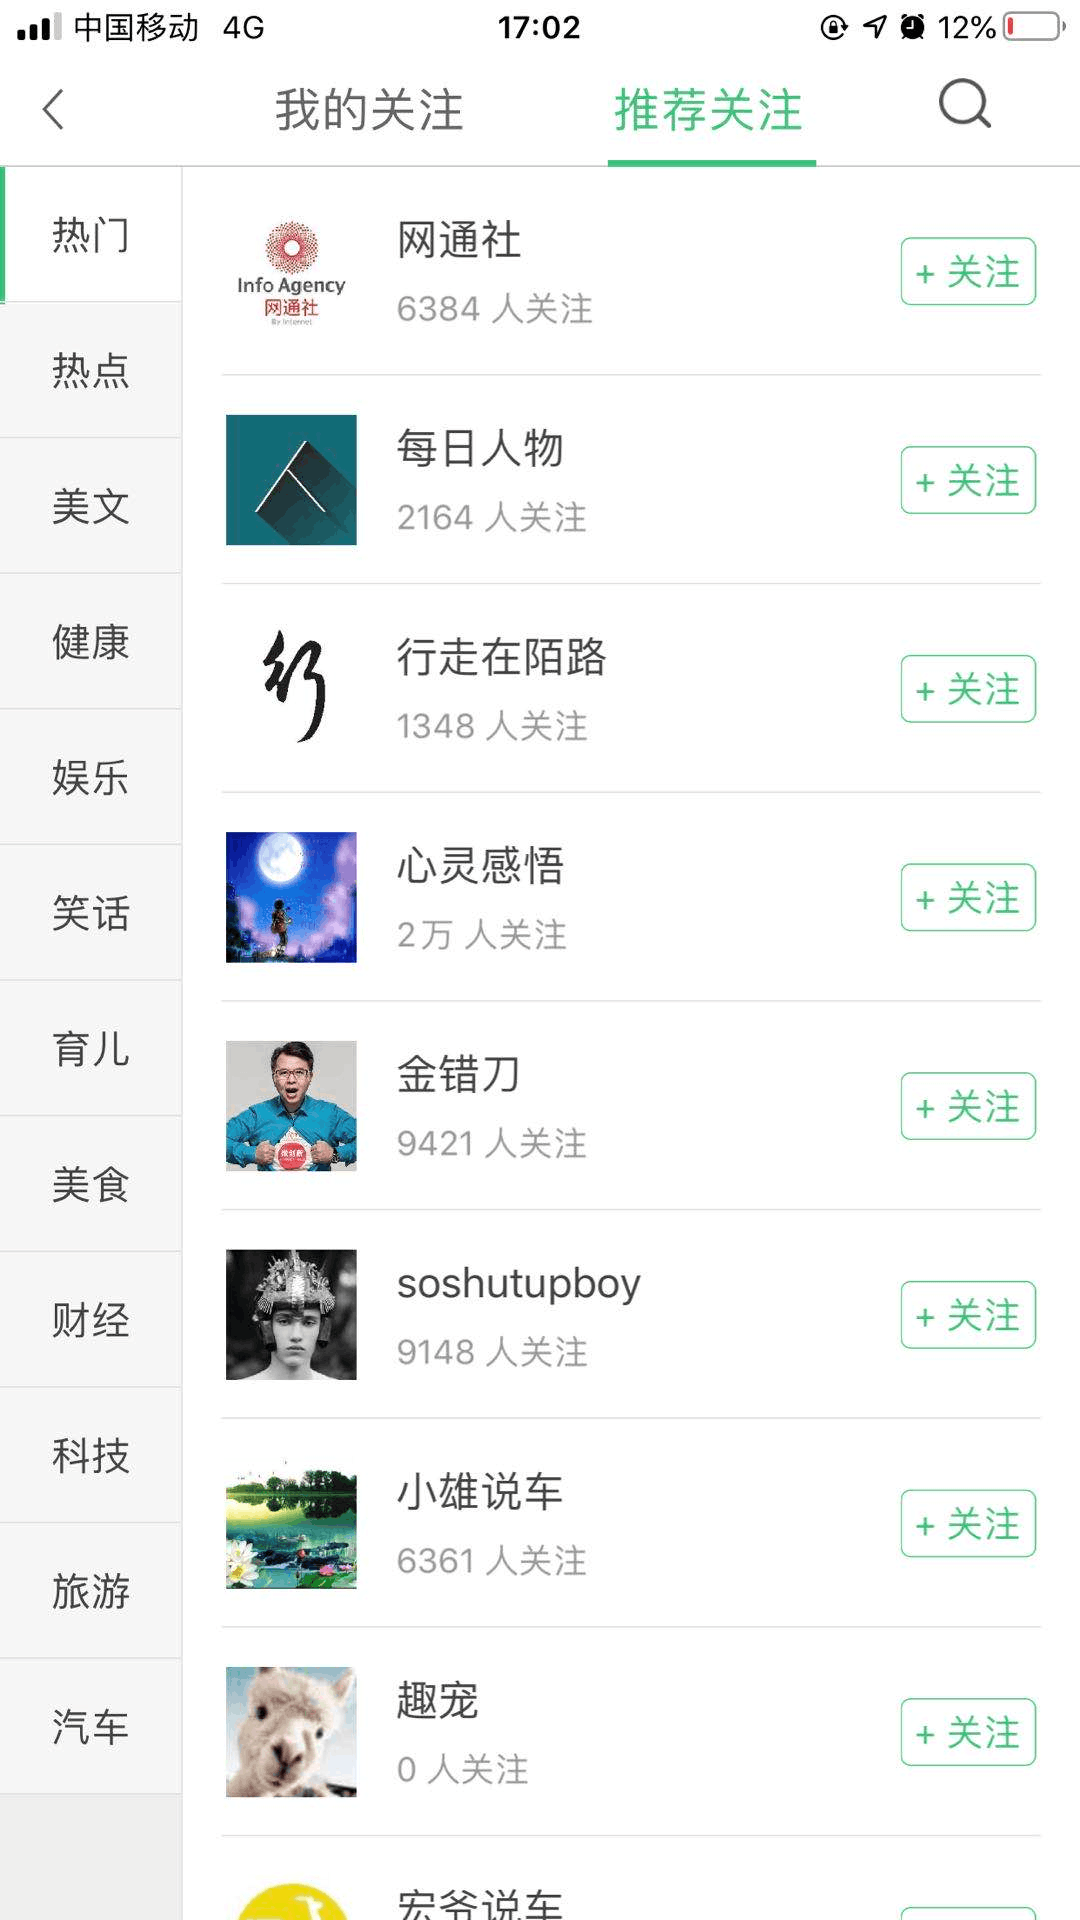 中国移动 4G 17:02 12%
我的关注 推荐关注
热门
热点
美文
健康
娱乐
笑话
育儿
美食
财经
科技
旅游
汽车
Info Agency
网通社
By Internet
网通社
6384 人关注
+ 关注
每日人物
2164 人关注
+ 关注
行
行走在陌路
1348 人关注
+ 关注
心灵感悟
2万 人关注
+ 关注
微创新
金错刀
9421 人关注
+ 关注
soshutupboy
9148 人关注
+ 关注
小雄说车
6361 人关注
+ 关注
趣宠
0 人关注
+ 关注
宏爷说车